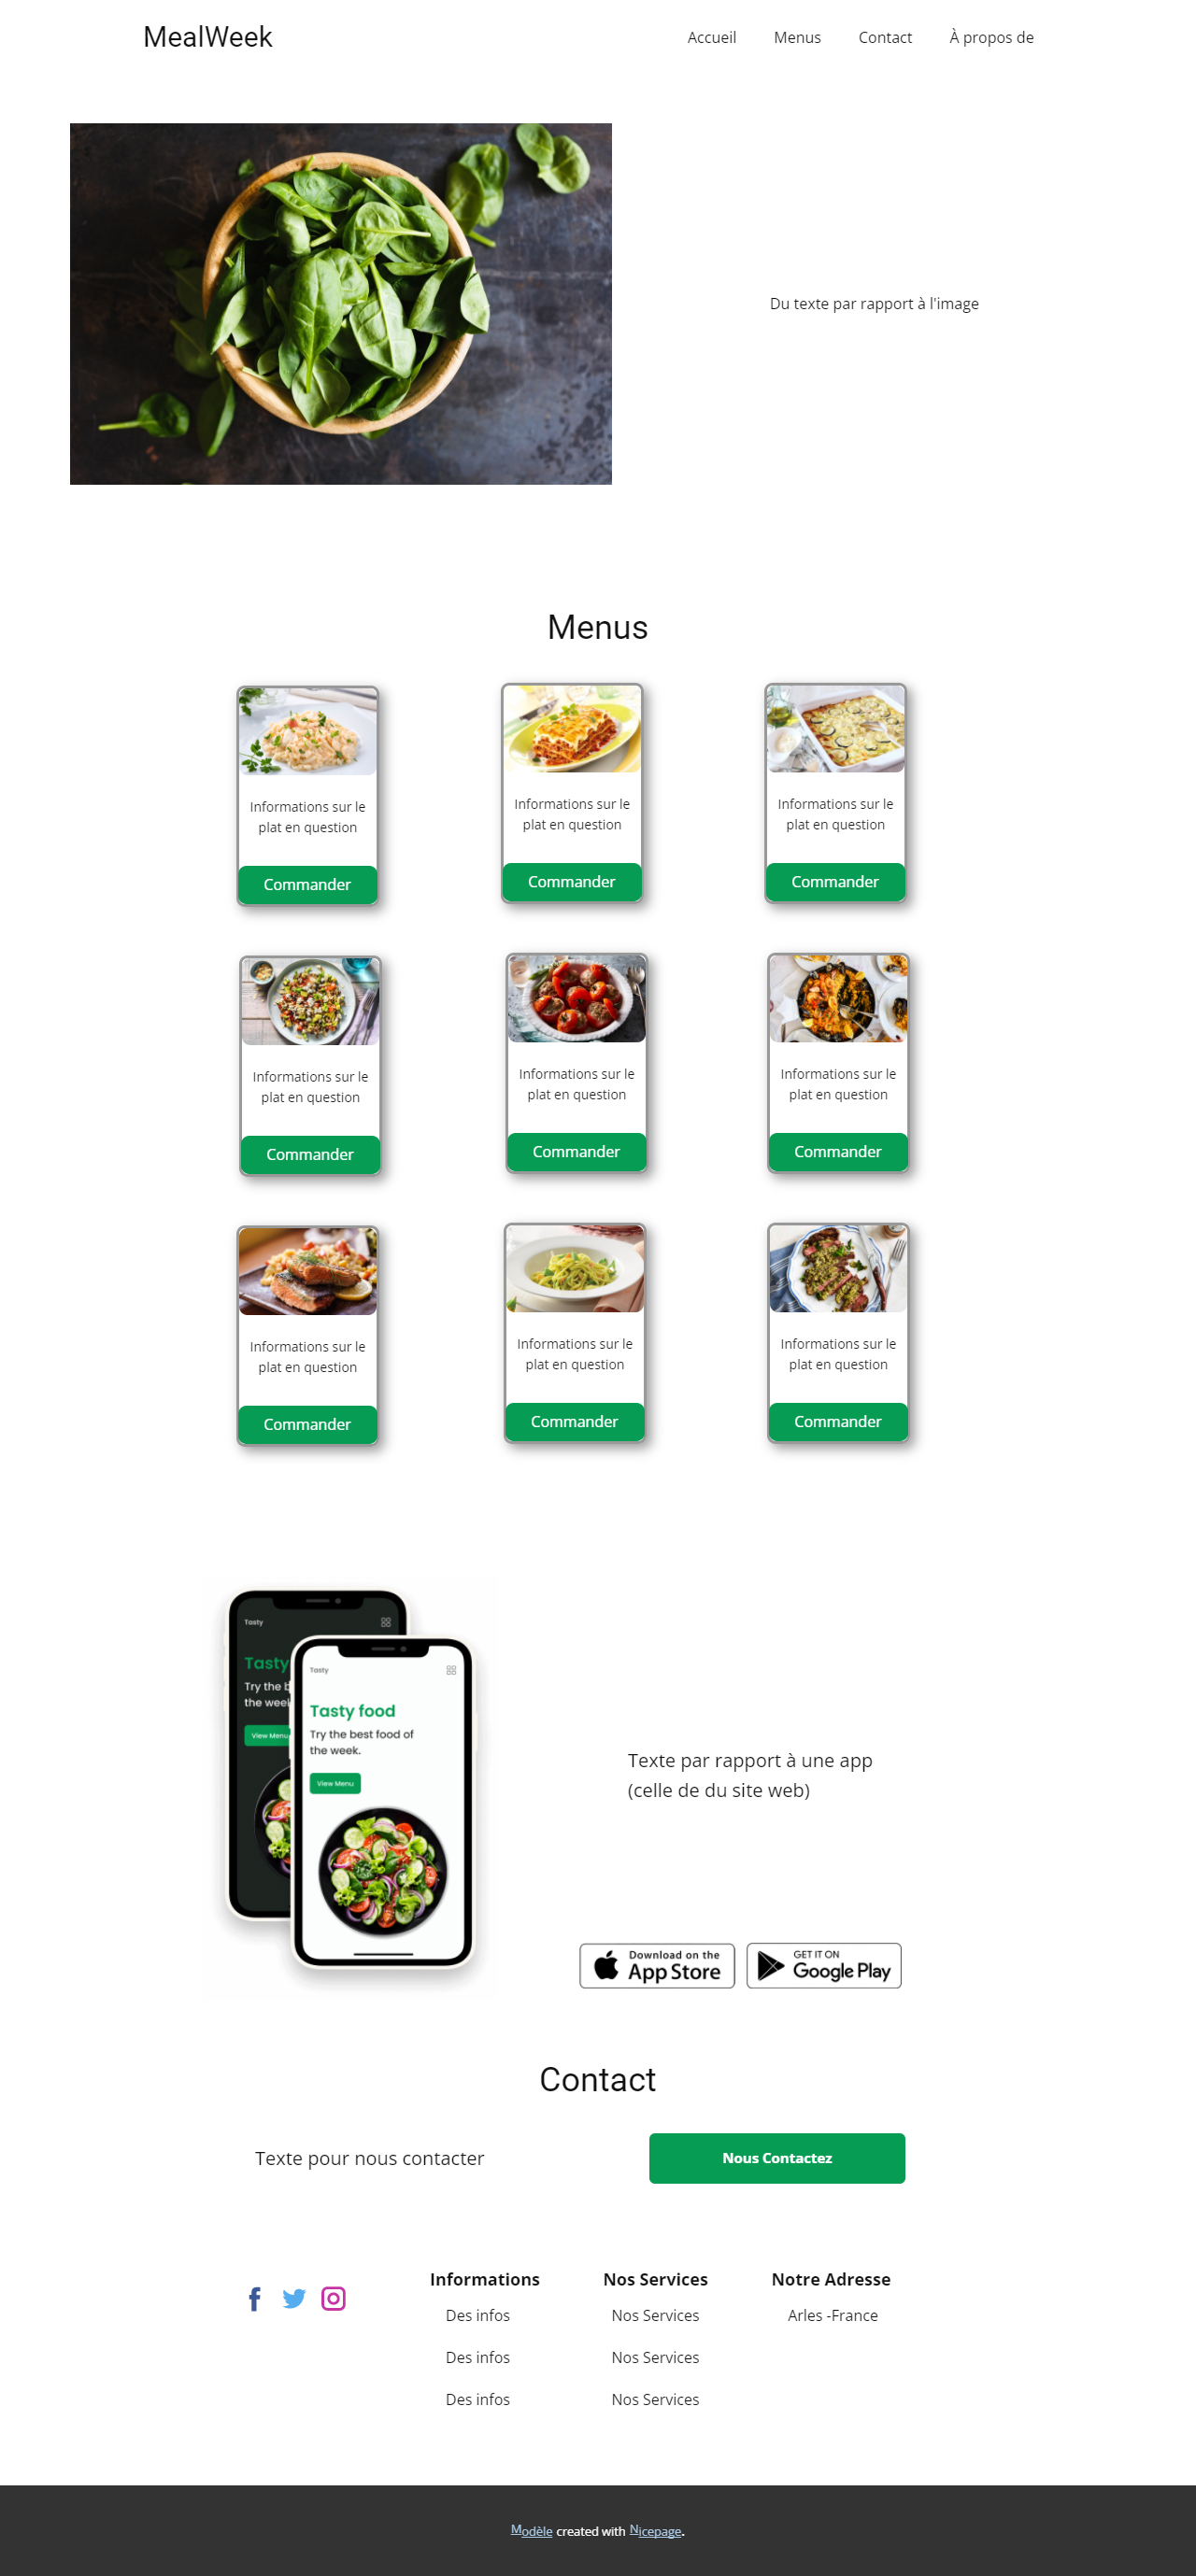 MealWeek
Accueil Menus Contact À propos de
Du texte par rapport à l'image
Menus
Informations sur le
plat en question
Commander
Informations sur le
plat en question
Commander
Informations sur le
plat en question
Commander
Informations sur le
plat en question
Commander
Informations sur le
plat en question
Commander
Informations sur le
plat en question
Commander
Informations sur le
plat en question
Commander
Informations sur le
plat en question
Commander
Informations sur le
plat en question
Commander
Tasty
Tasty
Try the b
the week
View Menu
Tasty
Tasty food
Try the best food of
the week.
View Menu
Texte par rapport à une app
(celle de du site web)
Download on the
App Store
GET IT ON
Google Play
Contact
Texte pour nous contacter
Nous Contactez
Informations
Des infos
Des infos
Des infos
Nos Services
Nos Services
Nos Services
Nos Services
Notre Adresse
Arles -France
Modèle created with Nicepage.